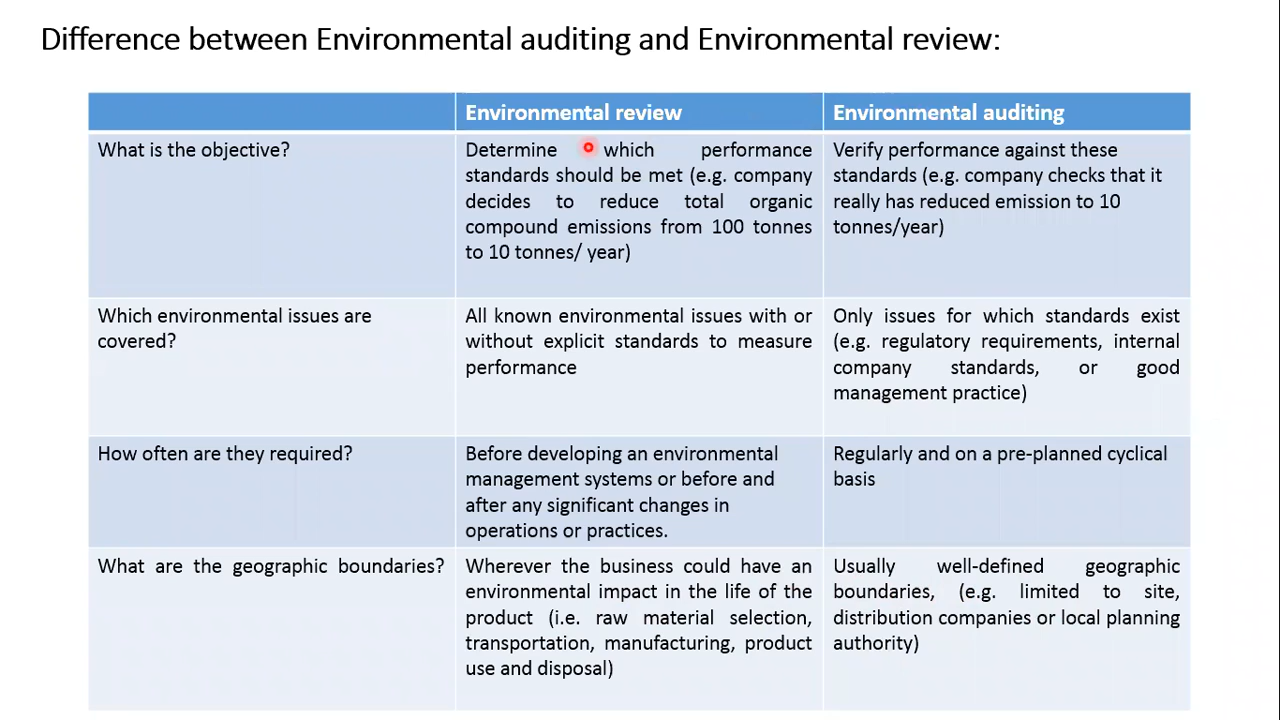 Difference between Environmental auditing and Environmental review:
Environmental review
Environmental auditing
What is the objective?
Determine which performance
standards should be met (e.g. company
decides to reduce total organic
compound emissions from 100 tonnes
to 10 tonnes/ year)
Verify performance against these
standards (e.g. company checks that it
really has reduced emission to 10
tonnes/year)
Which environmental issues are
covered?
All known environmental issues with or
without explicit standards to measure
performance
Only issues for which standards exist
(e.g. regulatory requirements, internal
company standards, or good
management practice)
How often are they required?
Before developing an environmental
management systems or before and
after any significant changes in
operations or practices.
Regularly and on a pre-planned cyclical
basis
What are the geographic boundaries?
Wherever the business could have an
environmental impact in the life of the
product (i.e. raw material selection,
transportation, manufacturing, product
use and disposal)
Usually well-defined geographic
boundaries, (e.g. limited to site,
distribution companies or local planning
authority)